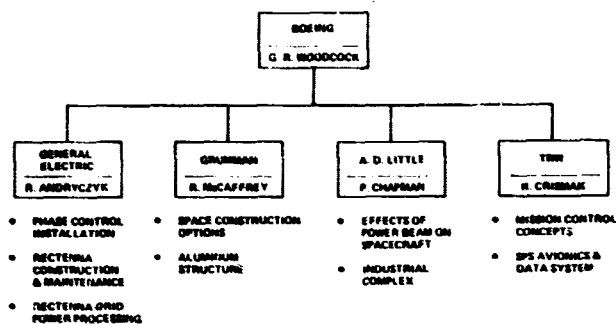 BOEING
G. R. WOODCOCK
GENERAL
ELECTRIC
R. ANDRYCZYK
GRUMMAN
R. McCAFFREY
A. D. LITTLE
P. CHAPMAN
TRW
• PHASE CONTROL
INSTALLATION
• RECTENNA
CONSTRUCTION
& MAINTENANCE
• RECTENNA GRID
POWER PROCESSING
• SPACE CONSTRUCTION
OPTIONS
• ALUMINUM
STRUCTURE
• EFFECTS OF
POWER BEAM ON
SPACECRAFT
• INDUSTRIAL
COMPLEX
• MISSION CONTROL
CONCEPTS
• SPS AVIONICS &
DATA SYSTEM